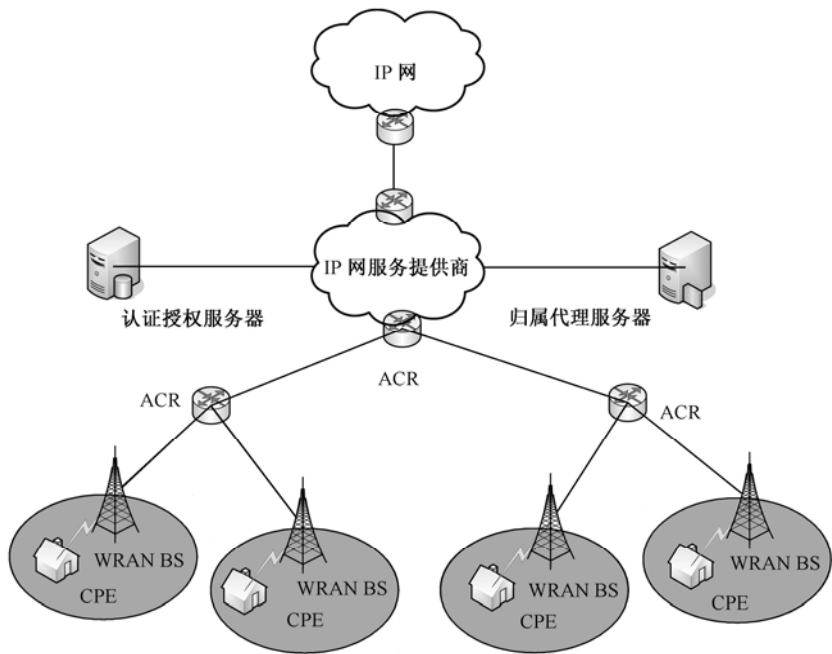 IP 网
IP 网服务提供商
认证授权服务器
归属代理服务器
ACR
ACR
ACR
WRAN BS
CPE
WRAN BS
CPE
WRAN BS
CPE
WRAN BS
CPE